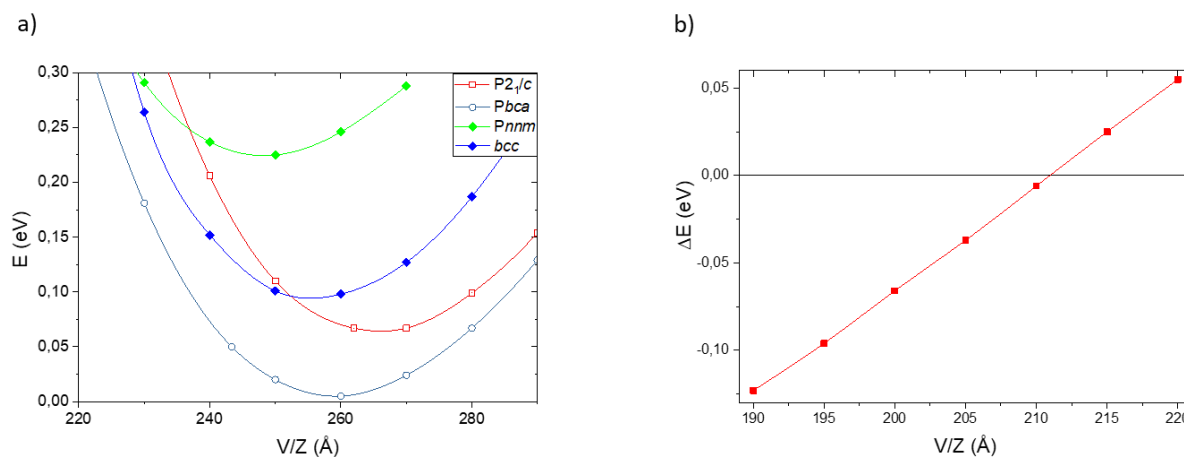 a)
E (eV)
0,30
0,25
0,20
0,15
0,10
0,05
0,00
220 240 260 280
V/Z (Å)
P2₁/c
Pbca
Pnnm
bcc
b)
ΔE (eV)
0,05
0,00
-0,05
-0,10
190 195 200 205 210 215 220
V/Z (Å)